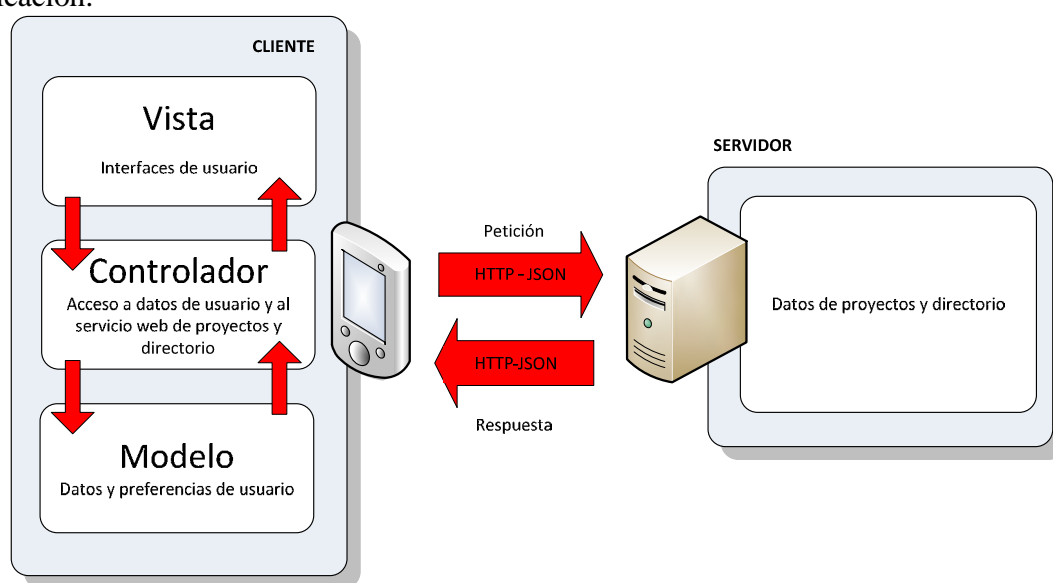 CLIENTE
Vista
Interfaces de usuario
Controlador
Acceso a datos de usuario y al
servicio web de proyectos y
directorio
Modelo
Datos y preferencias de usuario
Petición
HTTP - JSON
HTTP-JSON
Respuesta
SERVIDOR
Datos de proyectos y directorio